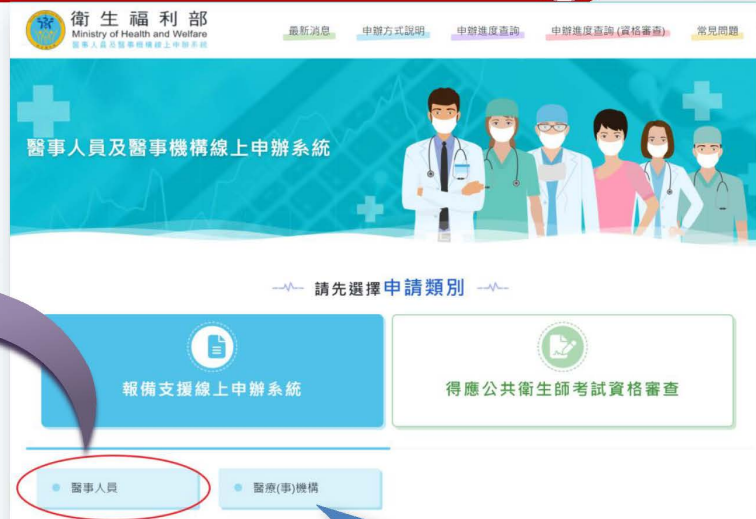 衛生福利部
Ministry of Health and Welfare
醫事人員及醫事機構線上申辦系統
最新消息 申辦方式說明 申辦進度查詢 申辦進度查詢(資格審查) 常見問題
醫事人員及醫事機構線上申辦系統
請先選擇申請類別
報備支援線上申辦系統
得應公共衛生師考試資格審查
醫事人員
醫療(事)機構